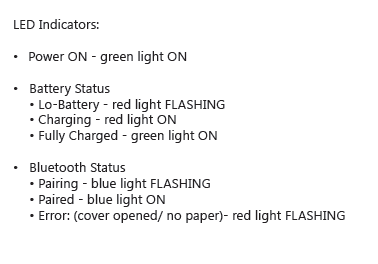 LED Indicators:
• Power ON - green light ON
• Battery Status
• Lo-Battery - red light FLASHING
• Charging - red light ON
• Fully Charged - green light ON
• Bluetooth Status
• Pairing - blue light FLASHING
• Paired - blue light ON
• Error: (cover opened/ no paper)- red light FLASHING